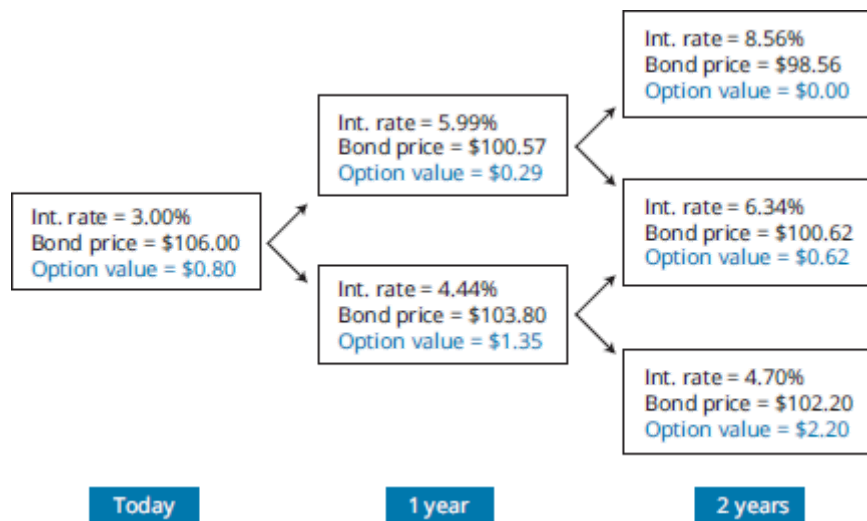 Int. rate = 3.00%
Bond price = $106.00
Option value = $0.80
Int. rate = 5.99%
Bond price = $100.57
Option value = $0.29
Int. rate = 4.44%
Bond price = $103.80
Option value = $1.35
Int. rate = 8.56%
Bond price = $98.56
Option value = $0.00
Int. rate = 6.34%
Bond price = $100.62
Option value = $0.62
Int. rate = 4.70%
Bond price = $102.20
Option value = $2.20
Today
1 year
2 years